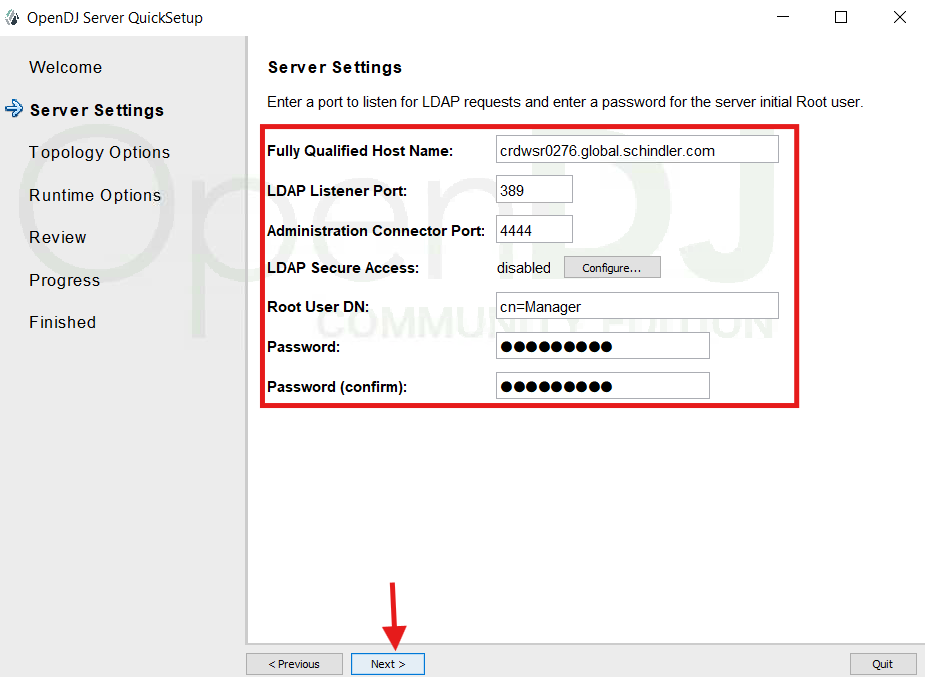 OpenDJ Server QuickSetup
Welcome
Server Settings
Topology Options
Runtime Options
Review
Progress
Finished
Server Settings
Enter a port to listen for LDAP requests and enter a password for the server initial Root user.
Fully Qualified Host Name: crdwsr0276.global.schindler.com
LDAP Listener Port: 389
Administration Connector Port: 4444
LDAP Secure Access: disabled Configure...
Root User DN: cn=Manager
Password: ●●●●●●●●●
Password (confirm): ●●●●●●●●●
OpenDJ
COMMUNITY EDITION
< Previous Next > Quit